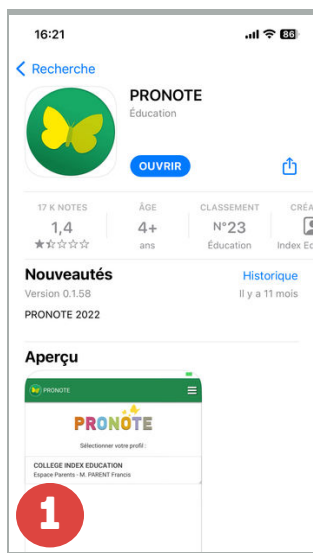 16:21
86
Recherche
PRONOTE
Éducation
OUVRIR
17 K NOTES
ÂGE
CLASSEMENT
CRÉA
1,4
4+
N°23
ans
Éducation
Index Ed
Nouveautés
Historique
Version 0.1.58
Il y a 11 mois
PRONOTE 2022
Aperçu
PRONOTE
PRONOTE
Sélectionner votre profil :
COLLEGE INDEX EDUCATION
Espace Parents - M. PARENT Francis
1